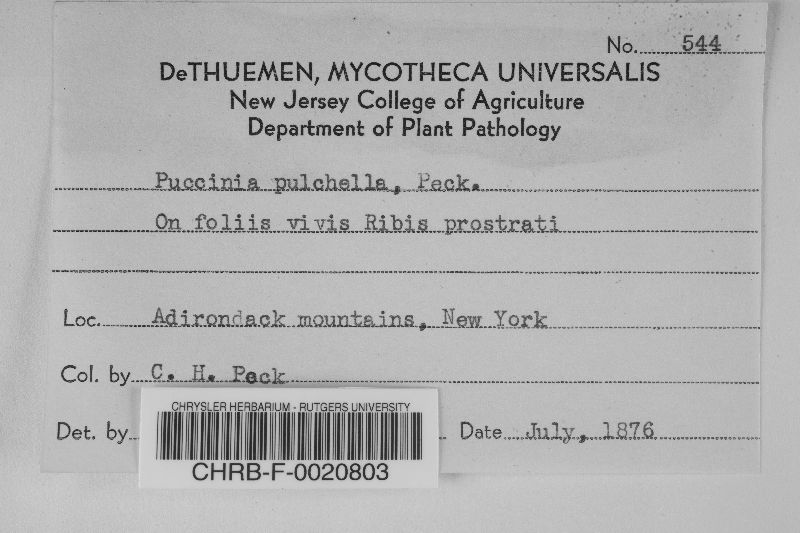 No. 544
DeTHUEMEN, MYCOTHECA UNIVERSALIS
New Jersey College of Agriculture
Department of Plant Pathology
Puccinia pulchella, Peck.
On foliis vivis Ribis prostrati
Loc. Adirondack mountains, New York
Col. by C. H. Peck
Det. by Date July, 1876
CHRYSLER HERBARIUM - RUTGERS UNIVERSITY
CHRB-F-0020803